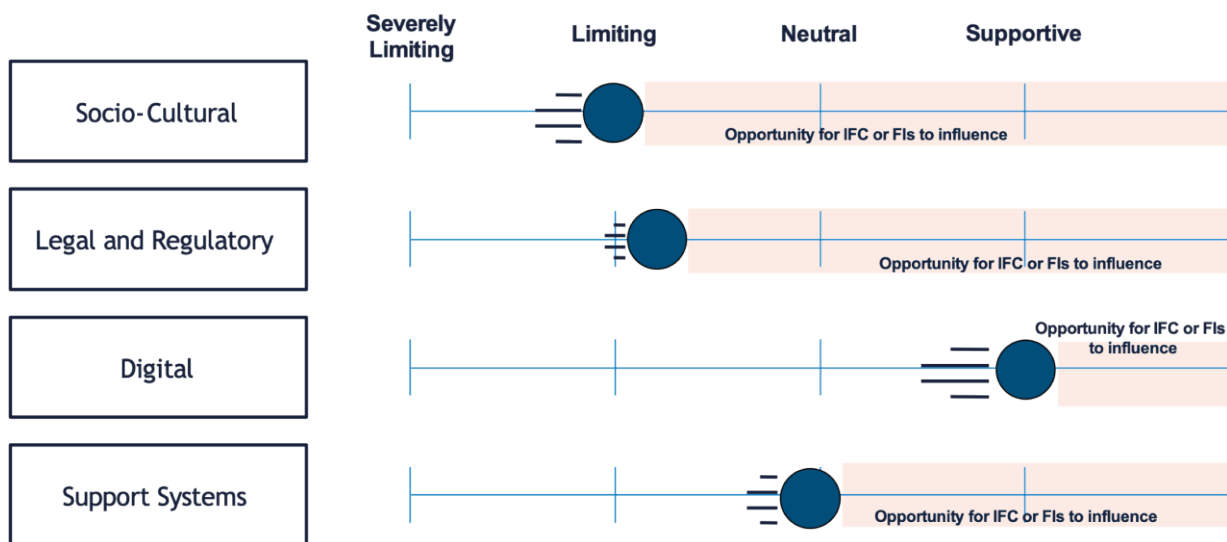 Severely
Limiting
Limiting
Neutral
Supportive
Socio-Cultural
Opportunity for IFC or FIs to influence
Legal and Regulatory
Opportunity for IFC or FIs to influence
Digital
Opportunity for IFC or FIs
to influence
Support Systems
Opportunity for IFC or FIs to influence